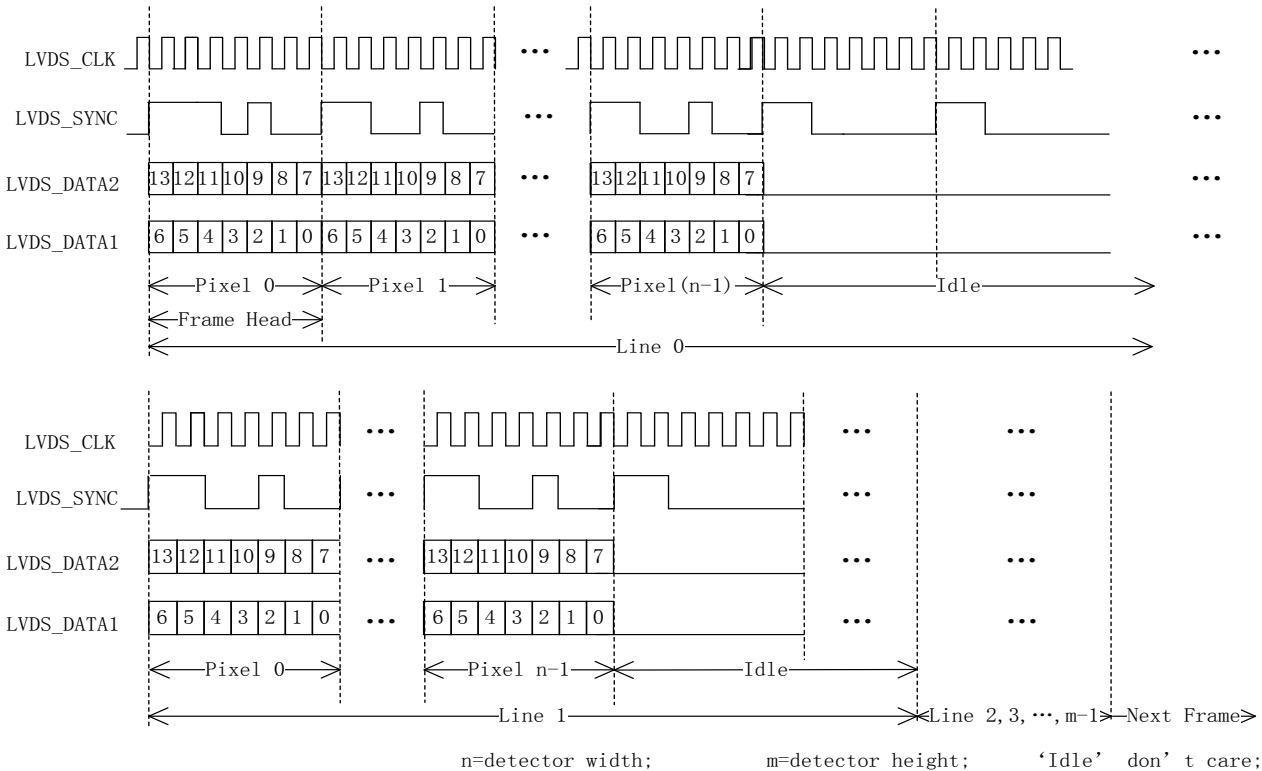 LVDS_CLK ••• •••
LVDS_SYNC ••• •••
LVDS_DATA2 13 12 11 10 9 8 7 13 12 11 10 9 8 7 ••• 13 12 11 10 9 8 7 •••
LVDS_DATA1 6 5 4 3 2 1 0 6 5 4 3 2 1 0 ••• 6 5 4 3 2 1 0 •••
Pixel 0 Pixel 1 Pixel(n-1) Idle
Frame Head
Line 0
LVDS_CLK ••• ••• •••
LVDS_SYNC ••• ••• •••
LVDS_DATA2 13 12 11 10 9 8 7 ••• 13 12 11 10 9 8 7 ••• •••
LVDS_DATA1 6 5 4 3 2 1 0 ••• 6 5 4 3 2 1 0 ••• •••
Pixel 0 Pixel n-1 Idle
Line 1 Line 2,3,⋯,m-1 Next Frame
n=detector width; m=detector height; ‘Idle’ don’t care;